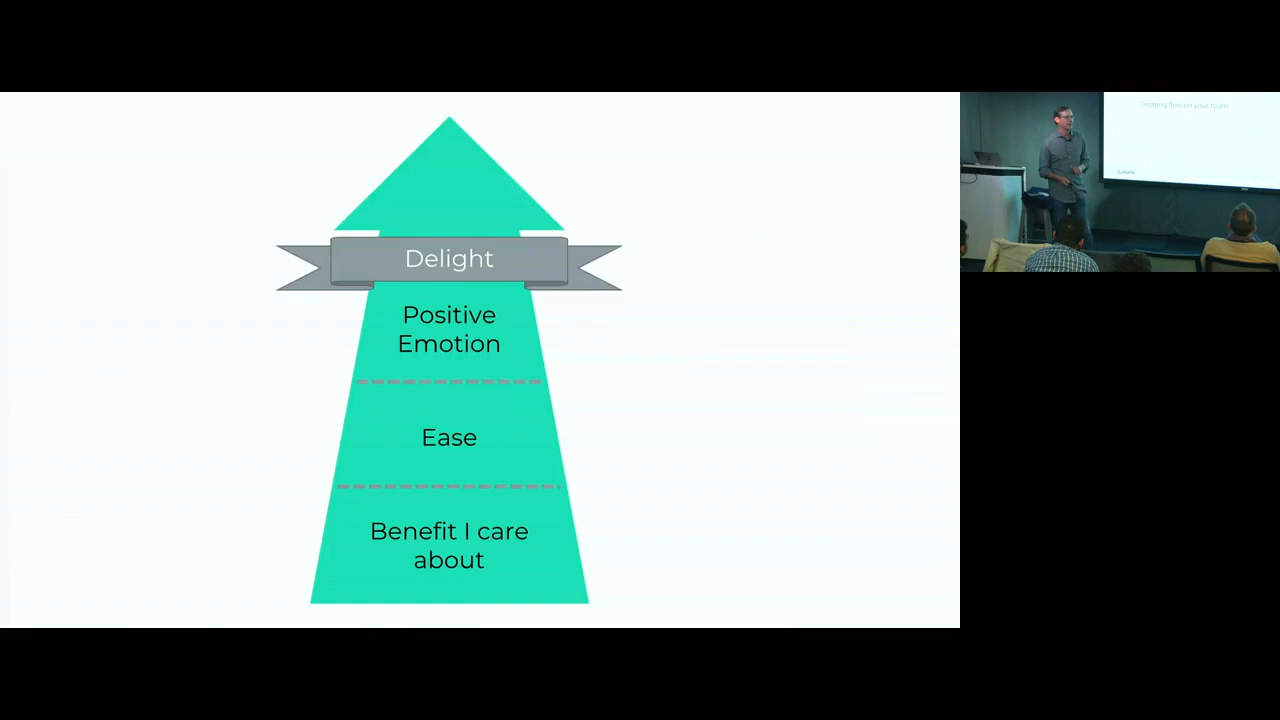 Delight
Positive
Emotion
Ease
Benefit I care
about
Creating flow on your team